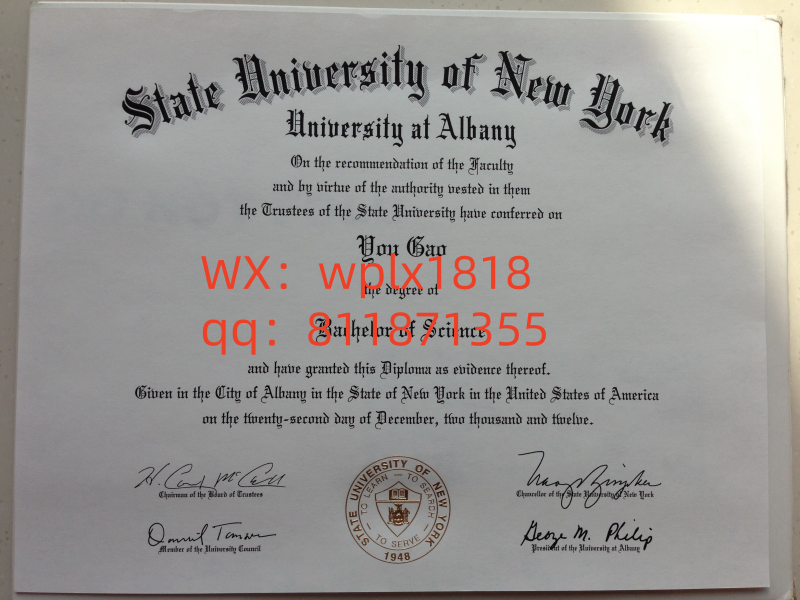 State University of New York
University at Albany
On the recommendation of the Faculty
and by virtue of the authority vested in them
the Trustees of the State University have conferred on
You Gao
WX：wplx1818
the degree of
Bachelor of Science
qq：811871355
and have granted this Diploma as evidence thereof.
Given in the City of Albany in the State of New York in the United States of America
on the twenty-second day of December, two thousand and twelve.
H. Carl McCall
Chairman of the Board of Trustees
Nancy Zimpher
Chancellor of the State University of New York
STATE UNIVERSITY OF NEW YORK
TO LEARN — TO SEARCH
TO SERVE
1948
Member of the University Council
George M. Philip
President of the University at Albany